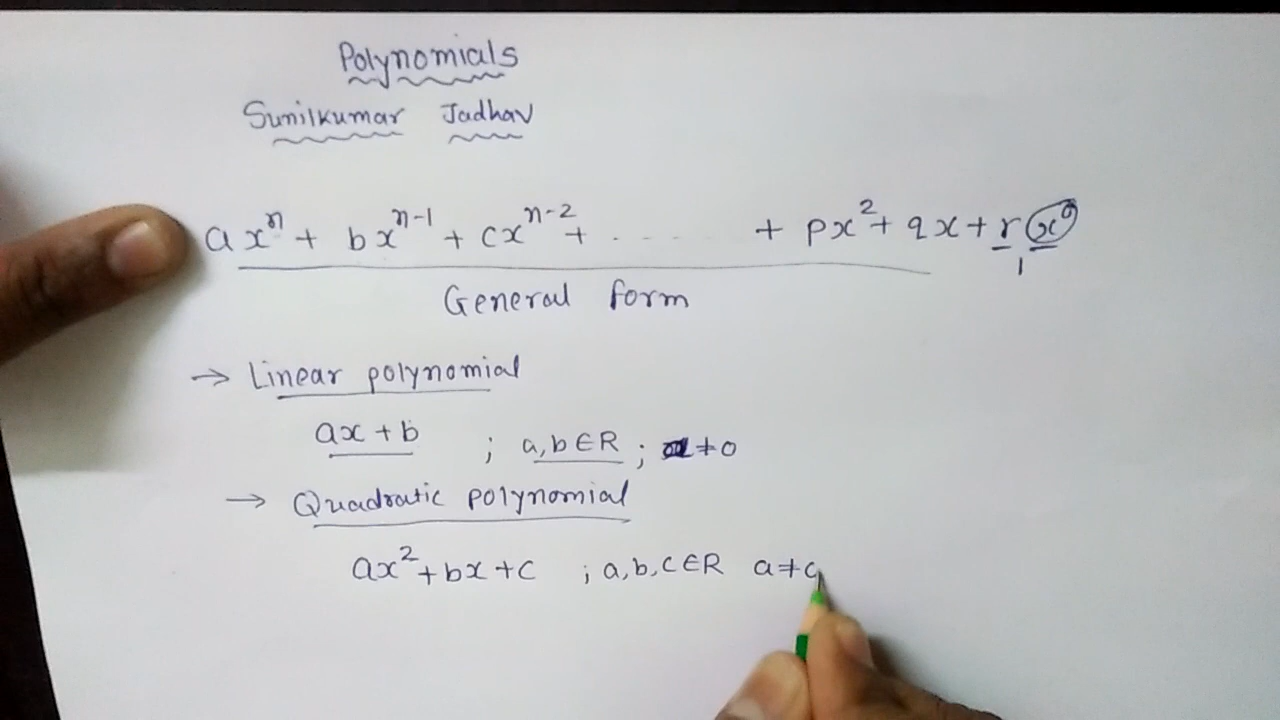 Polynomials
Sunilkumar Jadhav
ax^n + bx^(n-1) + cx^(n-2) + . . . . . . + px^2 + qx + r x^0
1
General form
→ Linear polynomial
ax + b ; a, b ∈ R ; a ≠ 0
→ Quadratic polynomial
ax^2 + bx + c ; a, b, c ∈ R a ≠